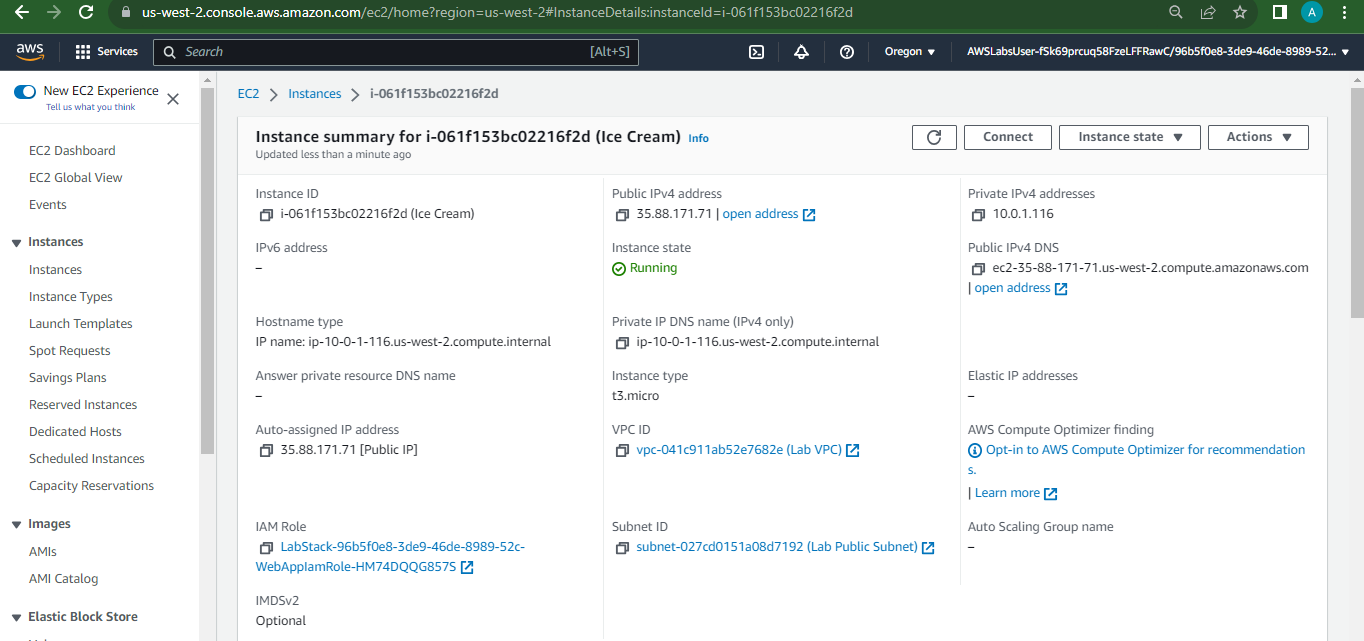 us-west-2.console.aws.amazon.com/ec2/home?region=us-west-2#InstanceDetails:instanceId=i-061f153bc02216f2d
A
aws
Services
Search
[Alt+S]
Oregon
AWSLabsUser-fSk69prcuq58FzeLFFRawC/96b5f0e8-3de9-46de-8989-52...
New EC2 Experience
Tell us what you think
EC2 Dashboard
EC2 Global View
Events
Instances
Instances
Instance Types
Launch Templates
Spot Requests
Savings Plans
Reserved Instances
Dedicated Hosts
Scheduled Instances
Capacity Reservations
Images
AMIs
AMI Catalog
Elastic Block Store
EC2
Instances
i-061f153bc02216f2d
Instance summary for i-061f153bc02216f2d (Ice Cream) Info
Updated less than a minute ago
Connect
Instance state
Actions
Instance ID
i-061f153bc02216f2d (Ice Cream)
Public IPv4 address
35.88.171.71 | open address
Private IPv4 addresses
10.0.1.116
IPv6 address
–
Instance state
Running
Public IPv4 DNS
ec2-35-88-171-71.us-west-2.compute.amazonaws.com
| open address
Hostname type
IP name: ip-10-0-1-116.us-west-2.compute.internal
Private IP DNS name (IPv4 only)
ip-10-0-1-116.us-west-2.compute.internal
Answer private resource DNS name
–
Instance type
t3.micro
Elastic IP addresses
–
Auto-assigned IP address
35.88.171.71 [Public IP]
VPC ID
vpc-041c911ab52e7682e (Lab VPC)
AWS Compute Optimizer finding
Opt-in to AWS Compute Optimizer for recommendation
s.
| Learn more
IAM Role
LabStack-96b5f0e8-3de9-46de-8989-52c-
WebAppIamRole-HM74DQQG857S
Subnet ID
subnet-027cd0151a08d7192 (Lab Public Subnet)
Auto Scaling Group name
–
IMDSv2
Optional